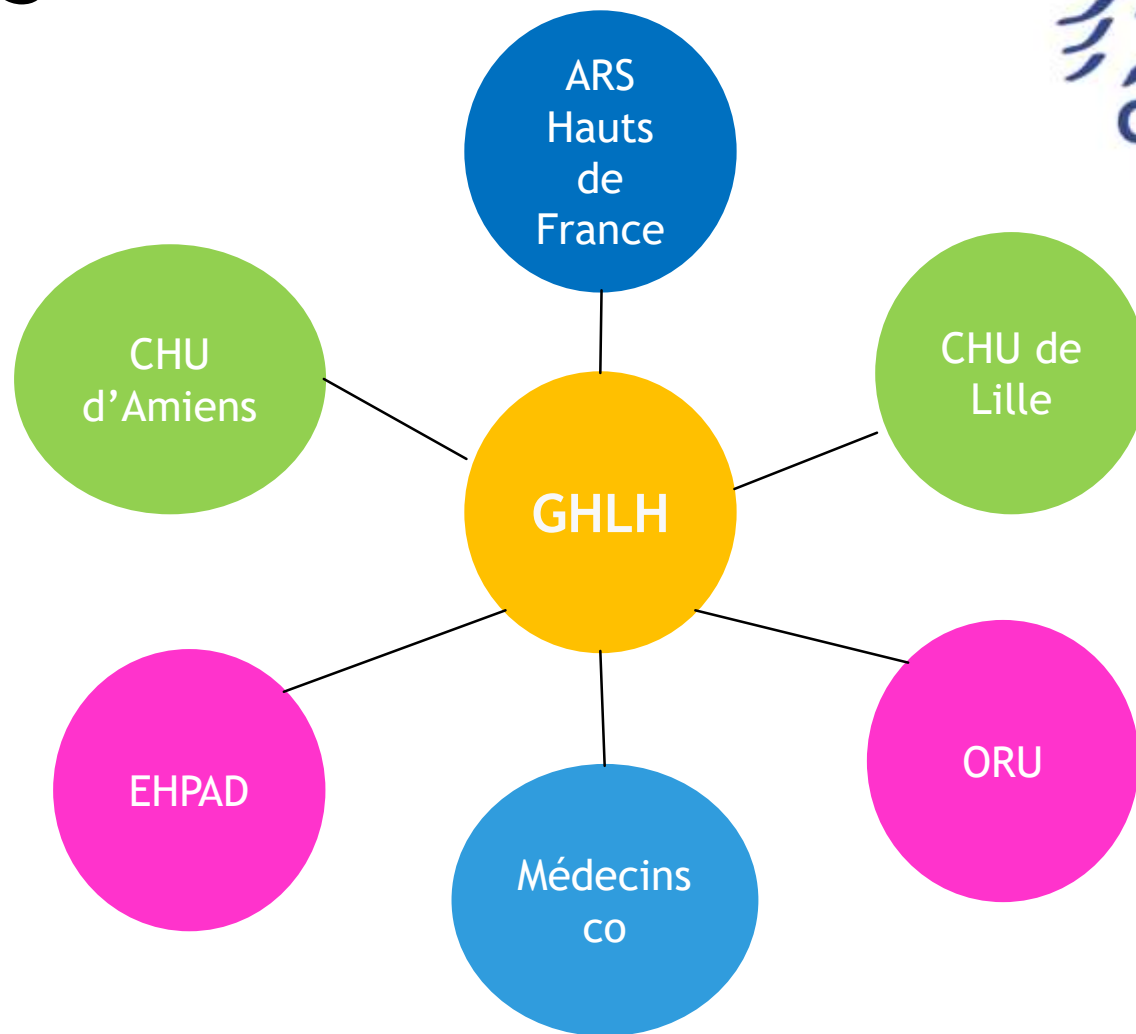 ARS
Hauts
de
France
CHU
d’Amiens
CHU de
Lille
GHLH
EHPAD
ORU
Médecins
co